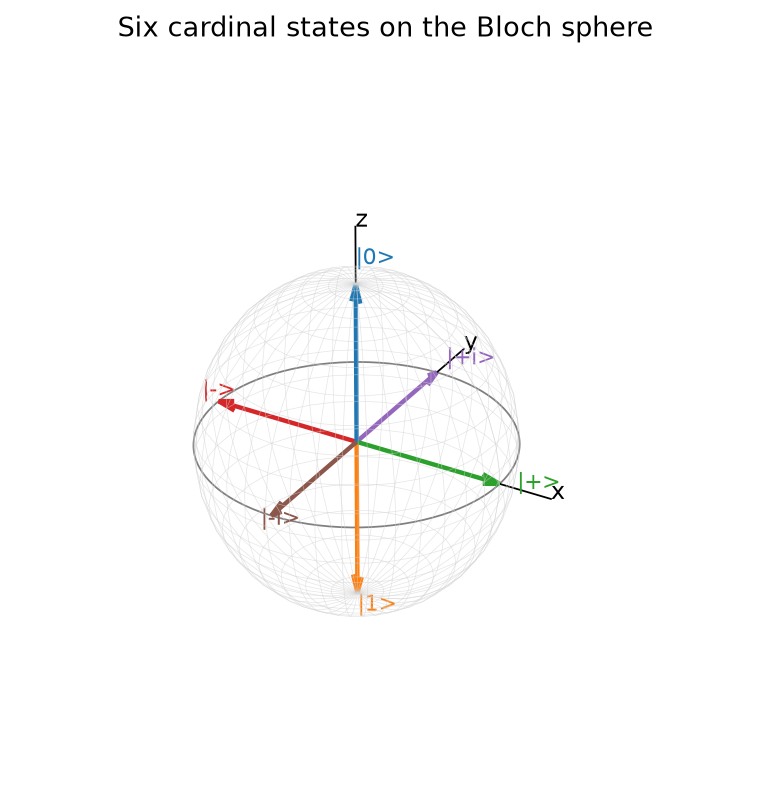 Six cardinal states on the Bloch sphere
z
|0>
y
|+i>
|->
|+>
x
|-i>
|1>